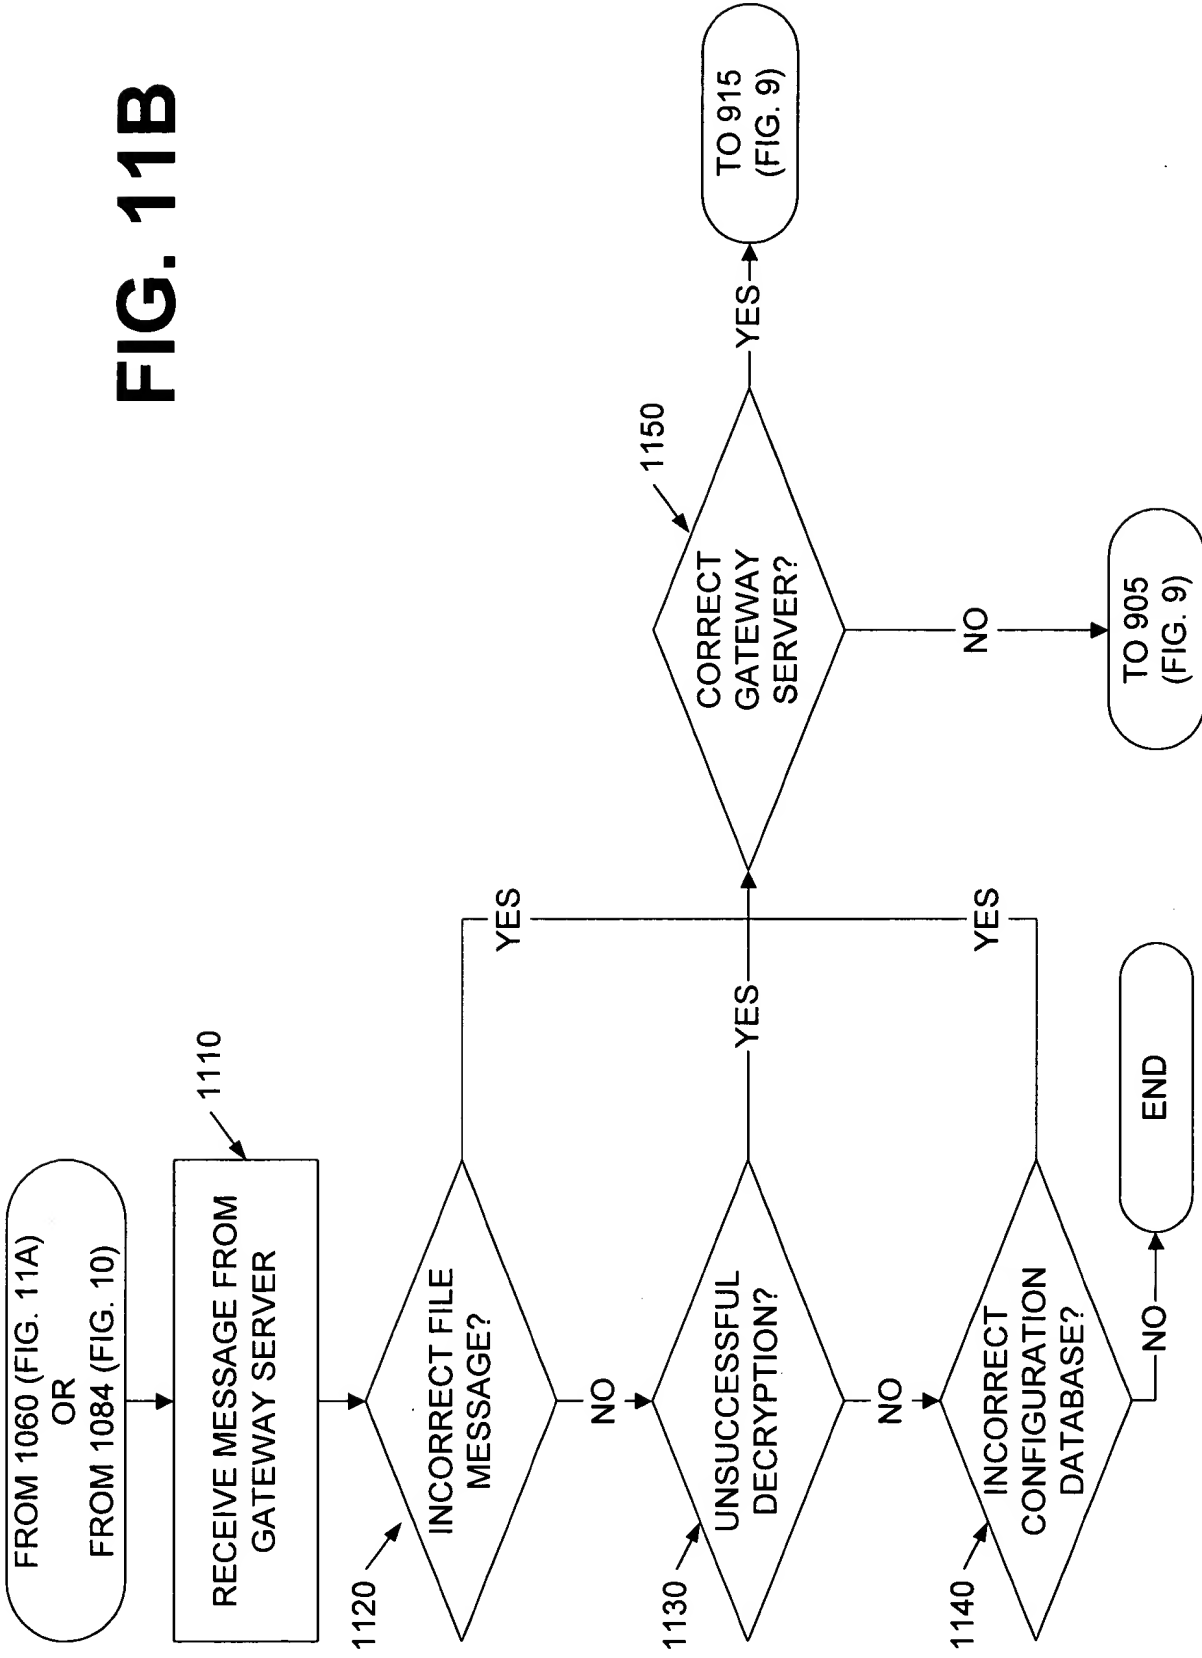 FIG. 11B
FROM 1060 (FIG. 11A)
OR
FROM 1084 (FIG. 10)
RECEIVE MESSAGE FROM
GATEWAY SERVER
1110
INCORRECT FILE
MESSAGE?
1120
YES
NO
UNSUCCESSFUL
DECRYPTION?
1130
YES
NO
INCORRECT
CONFIGURATION
DATABASE?
1140
YES
NO
END
CORRECT
GATEWAY
SERVER?
1150
YES
TO 915
(FIG. 9)
NO
TO 905
(FIG. 9)